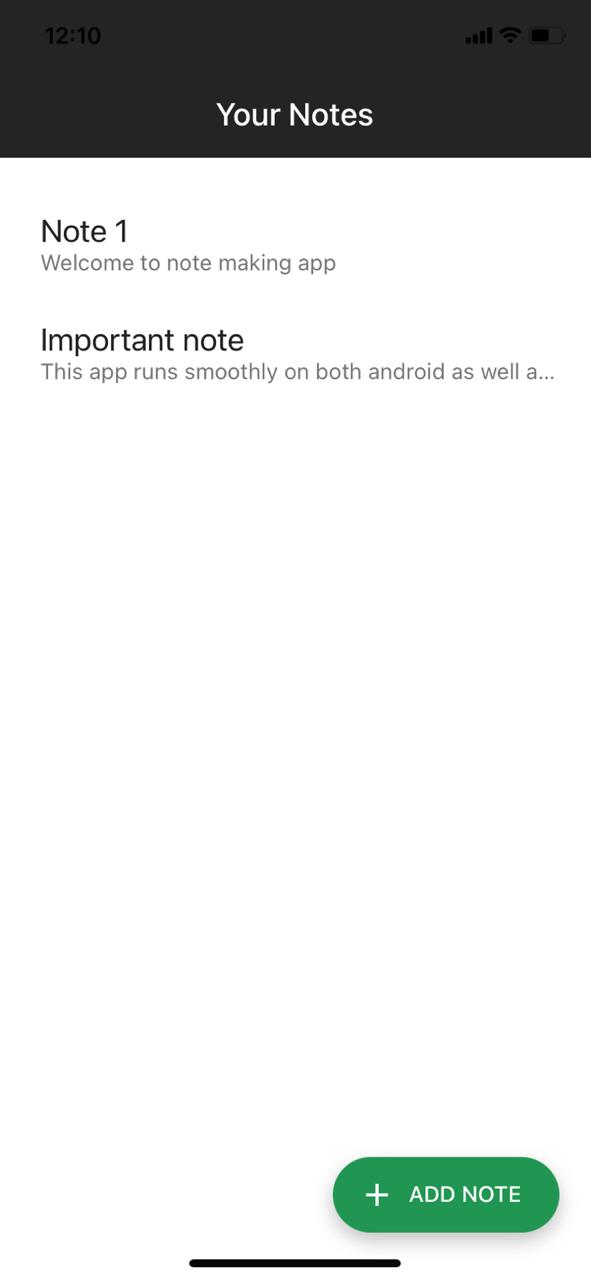 12:10
Your Notes
Note 1
Welcome to note making app
Important note
This app runs smoothly on both android as well a...
+ ADD NOTE